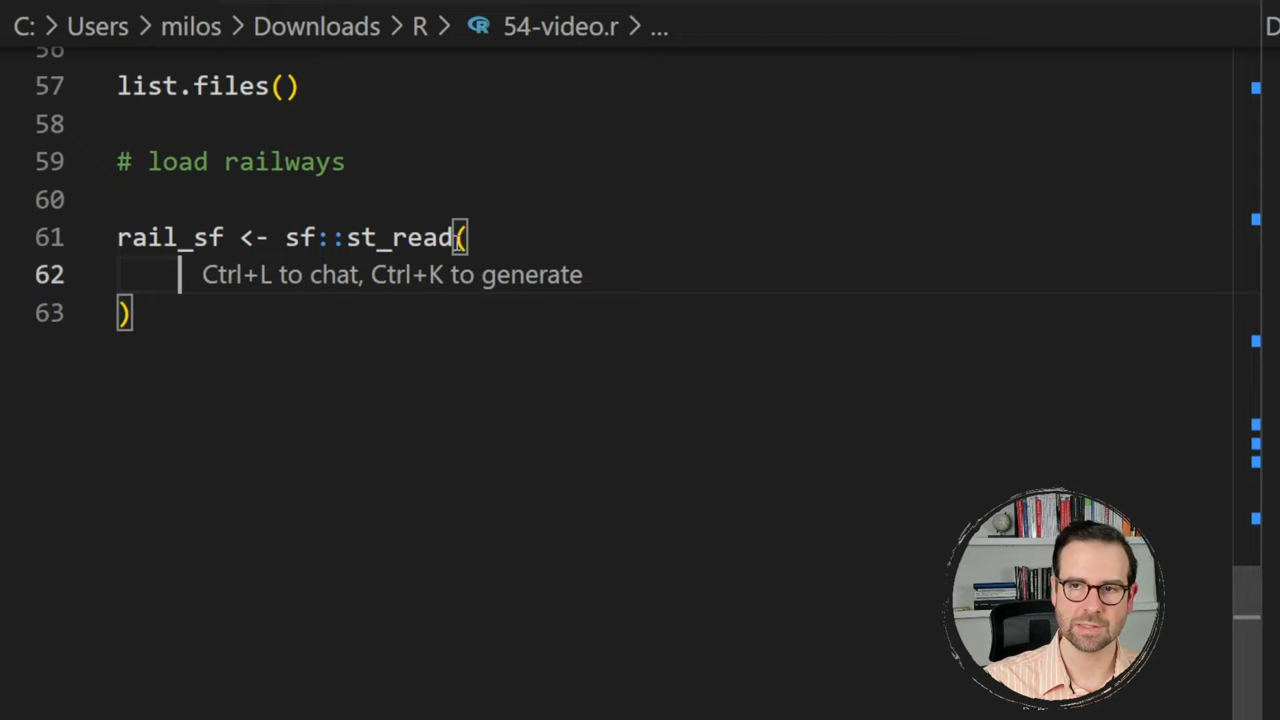 C: > Users > milos > Downloads > R > 54-video.r > ...
56
57 list.files()
58
59 # load railways
60
61 rail_sf <- sf::st_read(
62 Ctrl+L to chat, Ctrl+K to generate
63 )